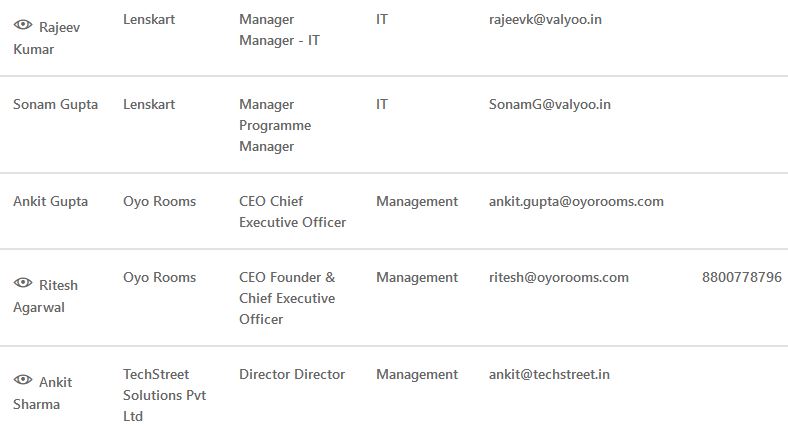 Rajeev Kumar Lenskart Manager Manager - IT IT rajeevk@valyoo.in
Sonam Gupta Lenskart Manager Programme Manager IT SonamG@valyoo.in
Ankit Gupta Oyo Rooms CEO Chief Executive Officer Management ankit.gupta@oyorooms.com
Ritesh Agarwal Oyo Rooms CEO Founder & Chief Executive Officer Management ritesh@oyorooms.com 8800778796
Ankit Sharma TechStreet Solutions Pvt Ltd Director Director Management ankit@techstreet.in